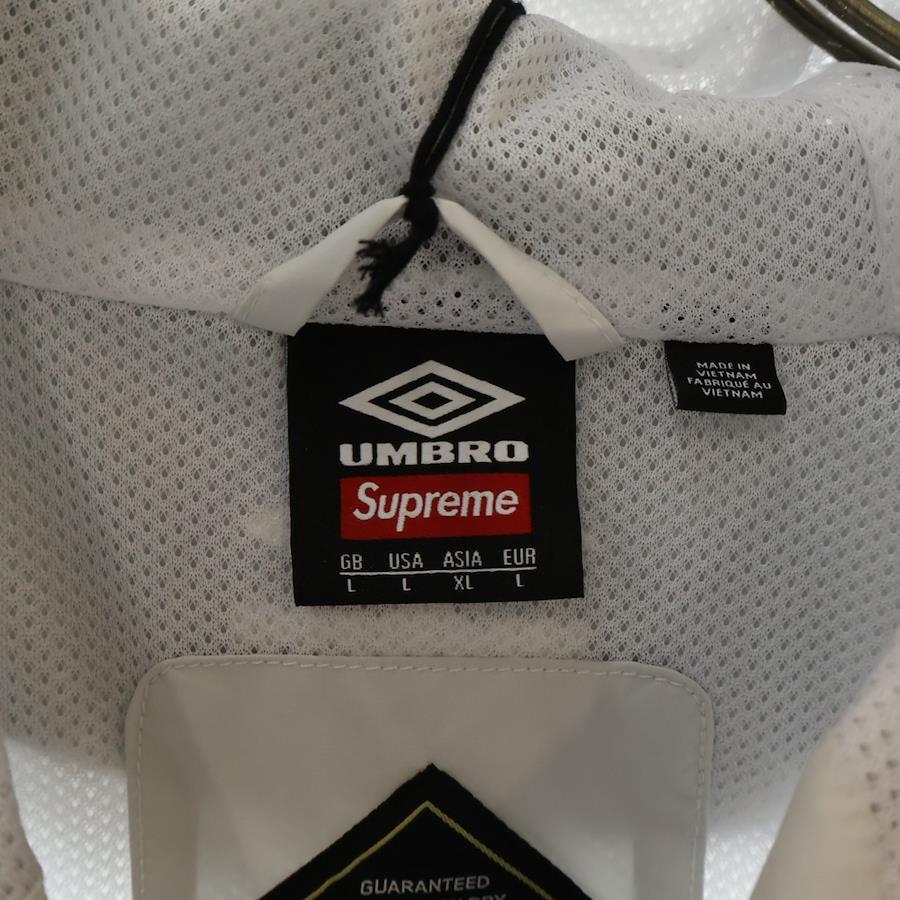 UMBRO
Supreme
GB USA ASIA EUR
L L XL L
MADE IN
VIETNAM
FABRIQUÉ AU
VIETNAM
GUARANTEED